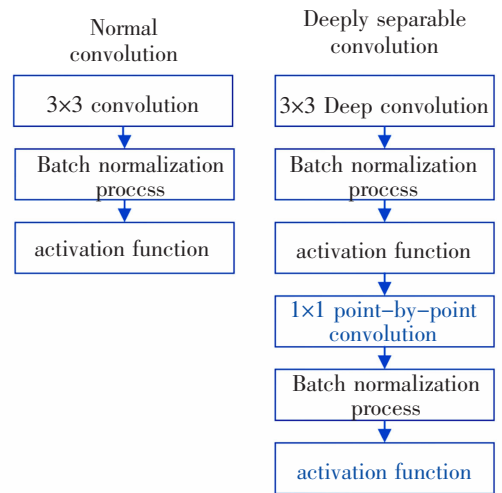 Normal
convolution
3×3 convolution
Batch normalization
proccss
activation function
Deeply separable
convolution
3×3 Deep convolution
Batch normalization
proccss
activation function
1×1 point-by-point
convolution
Batch normalization
process
activation function